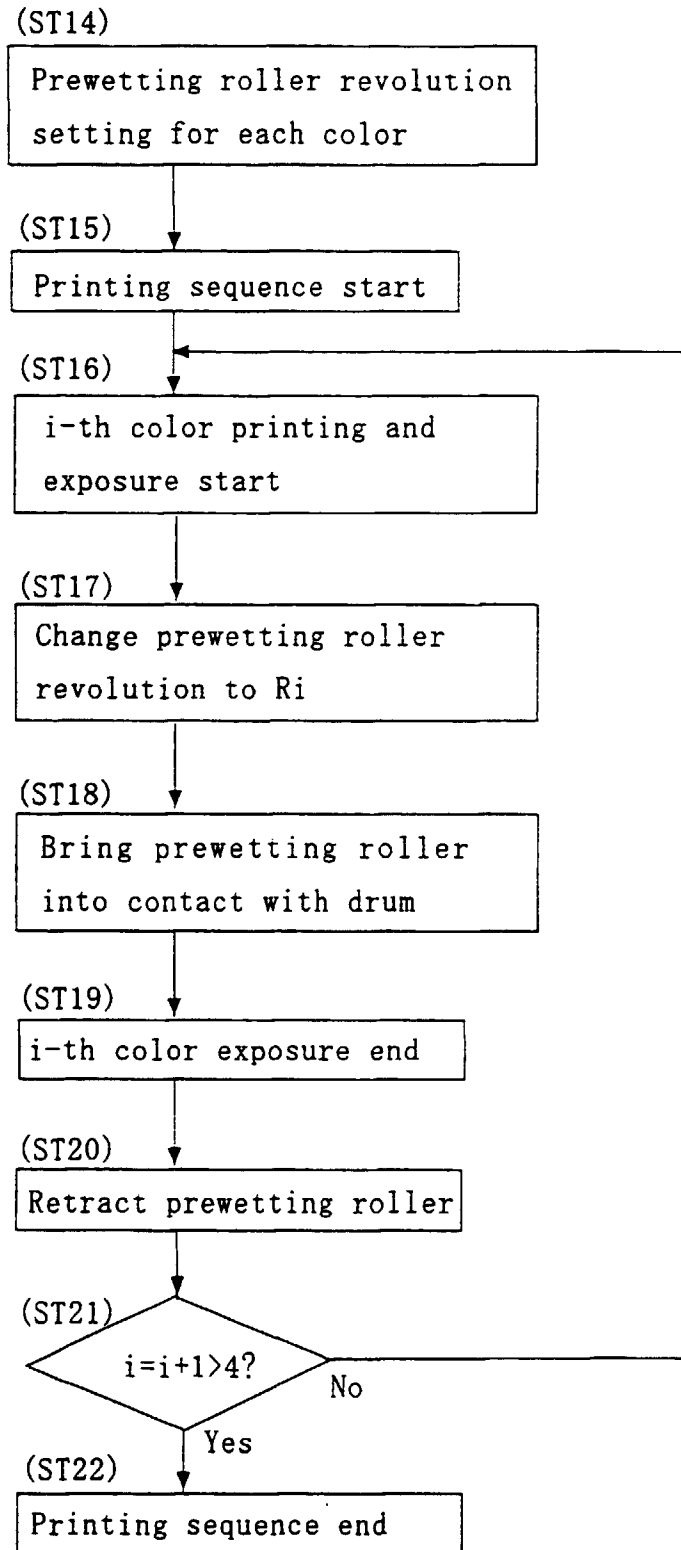 (ST14)
Prewetting roller revolution
setting for each color
(ST15)
Printing sequence start
(ST16)
i-th color printing and
exposure start
(ST17)
Change prewetting roller
revolution to Ri
(ST18)
Bring prewetting roller
into contact with drum
(ST19)
i-th color exposure end
(ST20)
Retract prewetting roller
(ST21)
i=i+1>4?
No
Yes
(ST22)
Printing sequence end